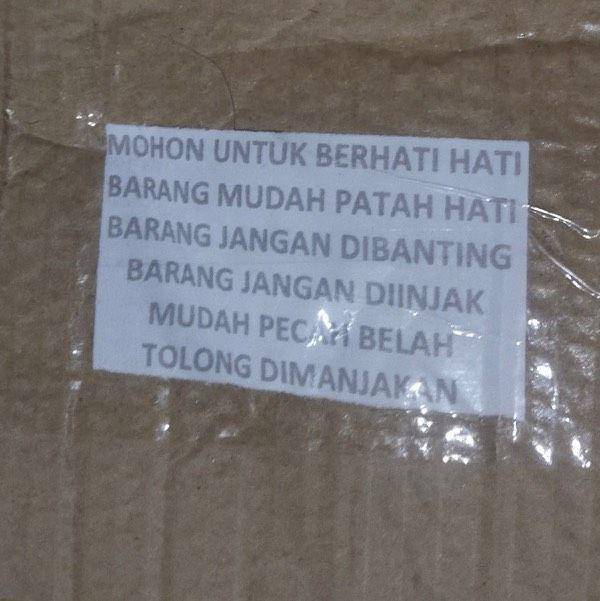 MOHON UNTUK BERHATI HATI
BARANG MUDAH PATAH HATI
BARANG JANGAN DIBANTING
BARANG JANGAN DIINJAK
MUDAH PECAH BELAH
TOLONG DIMANJAKAN